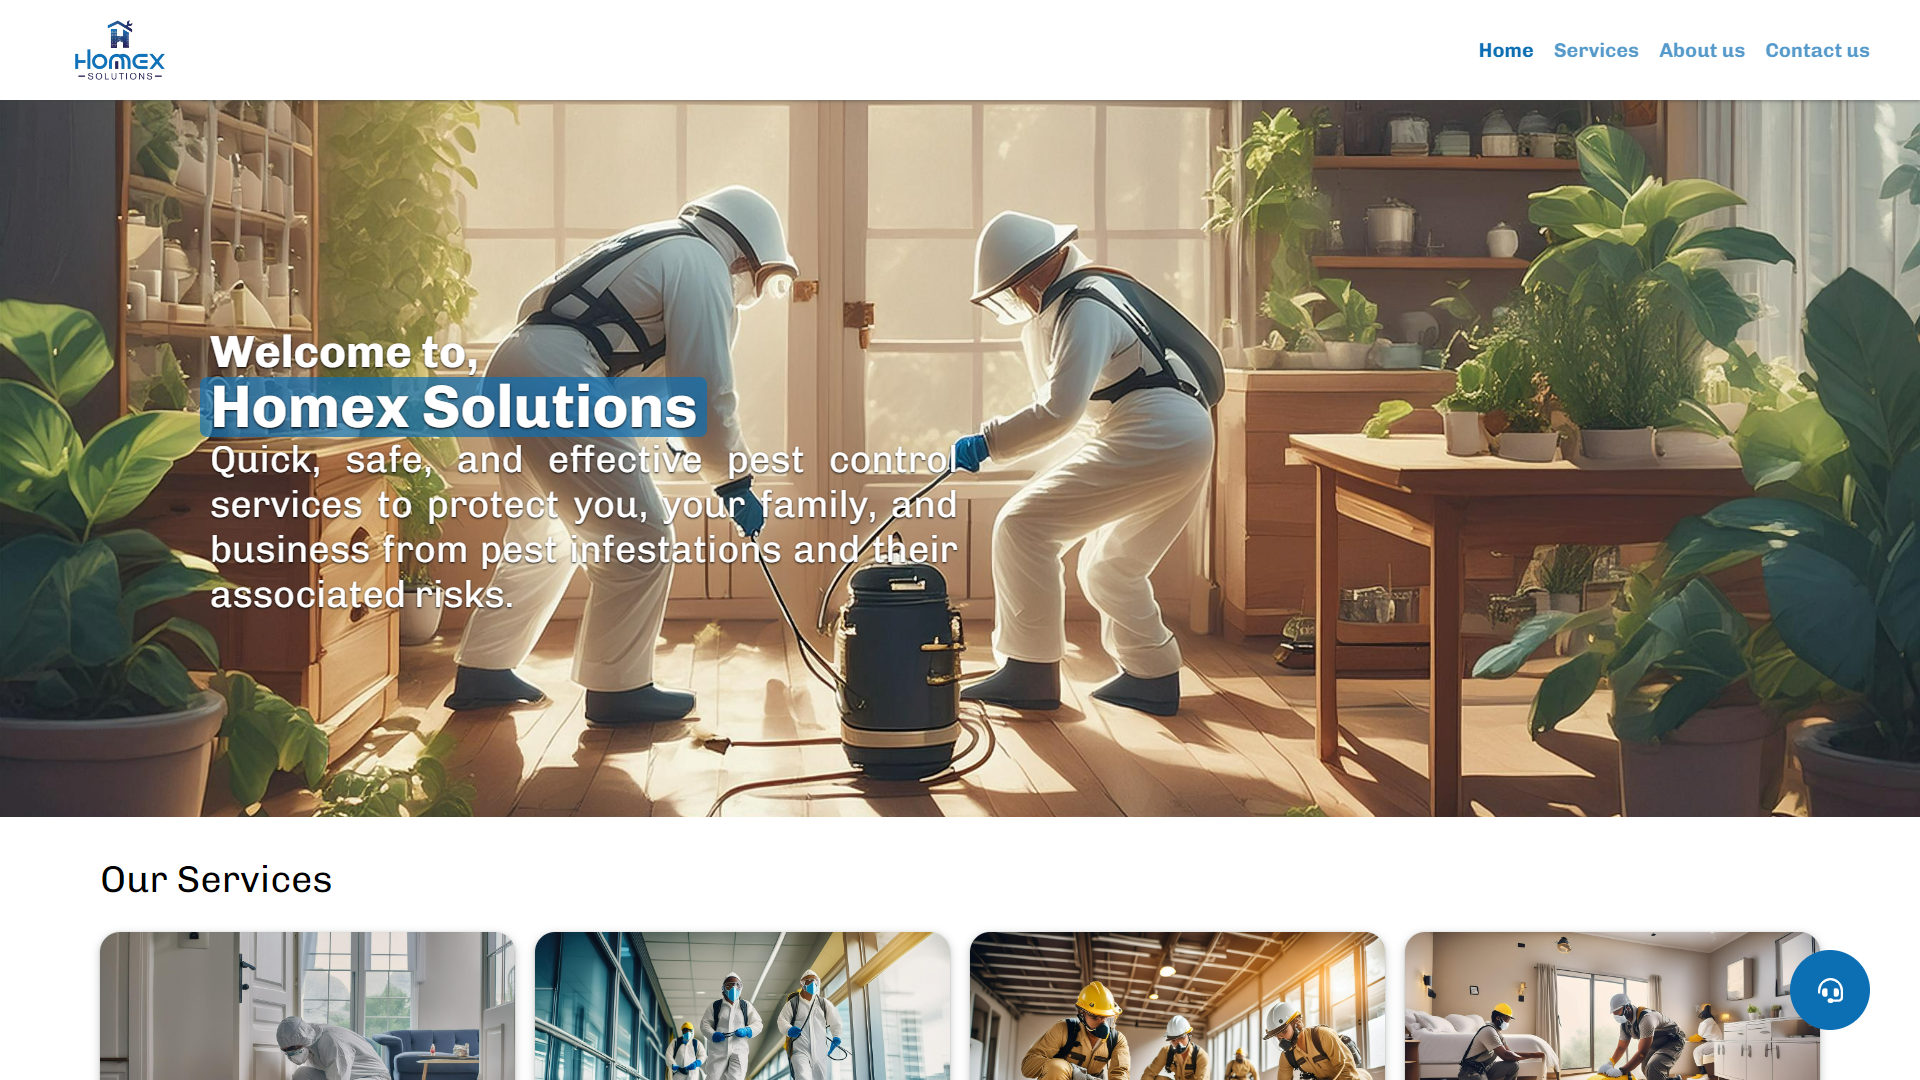 Homex
SOLUTIONS
Home Services About us Contact us
Welcome to,
Homex Solutions
Quick, safe, and effective pest control
services to protect you, your family, and
business from pest infestations and their
associated risks.
Our Services